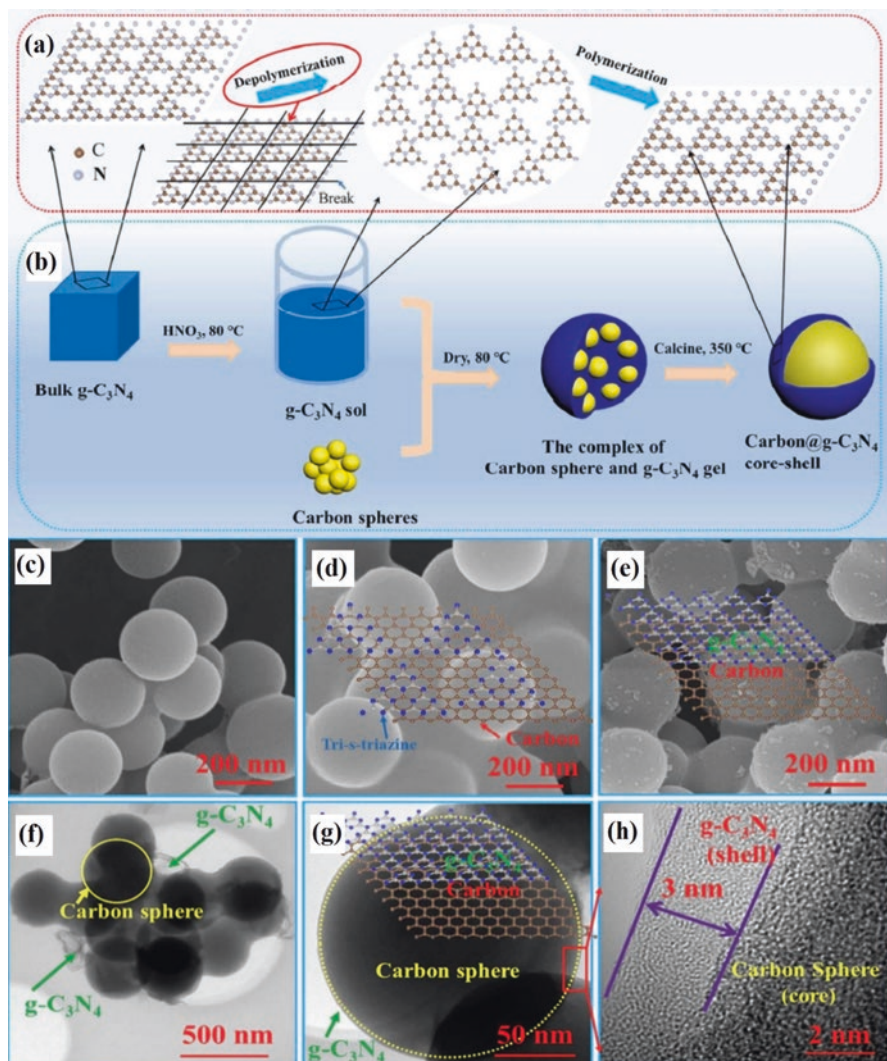 (a)
Depolymerization
Polymerization
C
N
Break
(b)
HNO₃, 80 °C
Bulk g-C₃N₄
g-C₃N₄ sol
Carbon spheres
Dry, 80 °C
Calcine, 350 °C
The complex of
Carbon sphere and g-C₃N₄ gel
Carbon@g-C₃N₄
core-shell
(c)
200 nm
(d)
Tri-s-triazine
Carbon
200 nm
(e)
g-C₃N₄
Carbon
200 nm
(f)
g-C₃N₄
Carbon sphere
g-C₃N₄
500 nm
(g)
g-C₃N₄
Carbon
Carbon sphere
g-C₃N₄
50 nm
(h)
g-C₃N₄
(shell)
3 nm
Carbon Sphere
(core)
2 nm